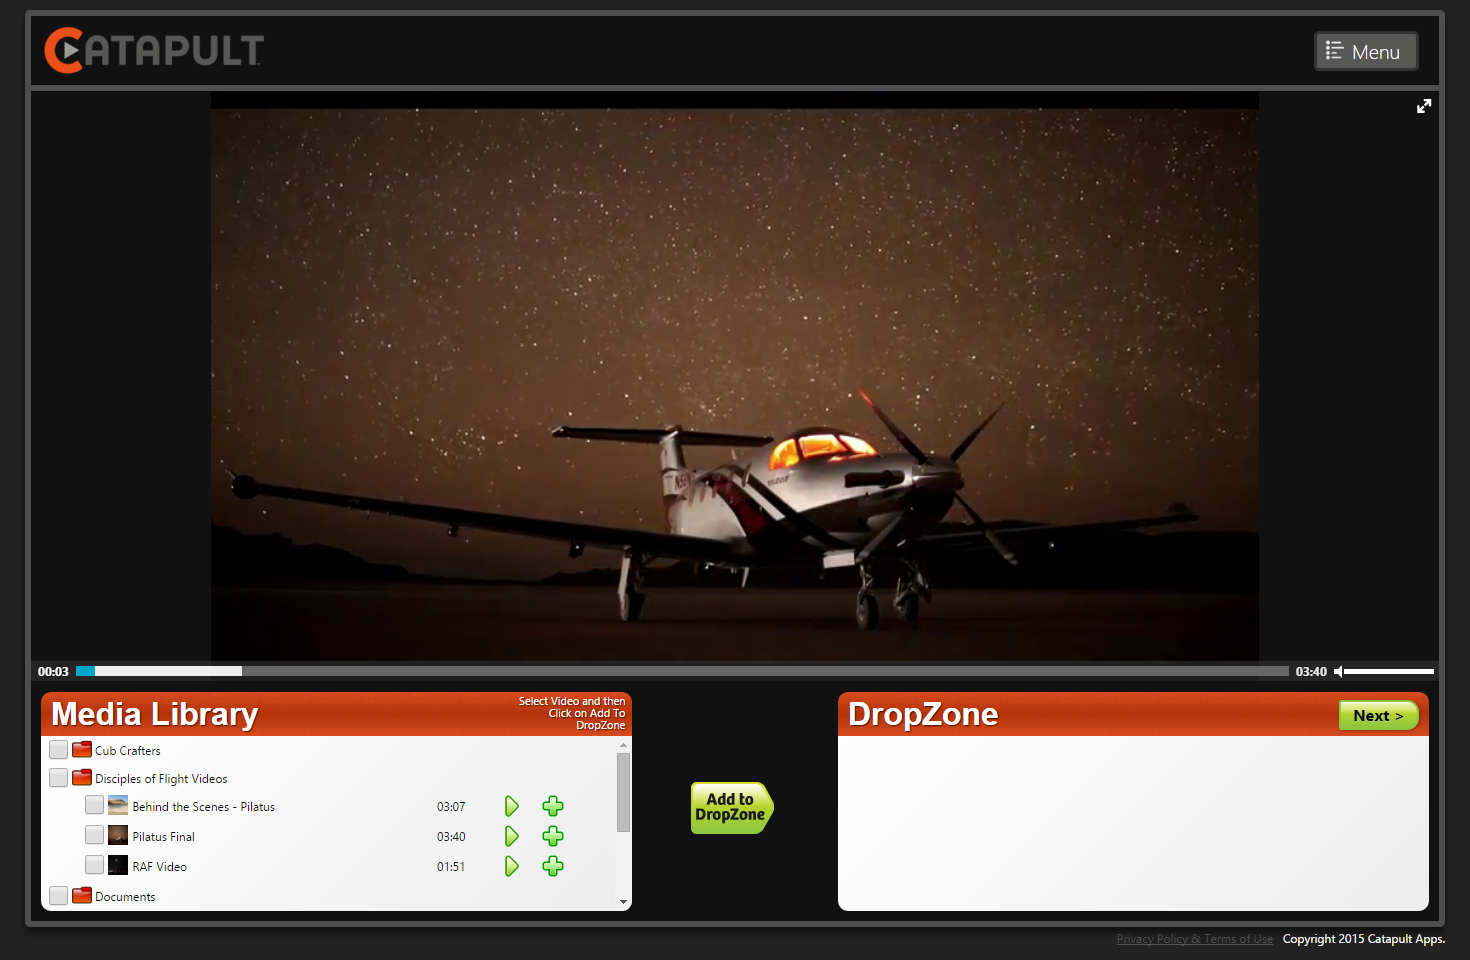 CATAPULT
Menu
00:03
03:40
Media Library
Select Video and then
Click on Add To
DropZone
Cub Crafters
Disciples of Flight Videos
Behind the Scenes - Pilatus 03:07
Pilatus Final 03:40
RAF Video 01:51
Documents
Add to
DropZone
DropZone
Next >
Privacy Policy & Terms of Use Copyright 2015 Catapult Apps.